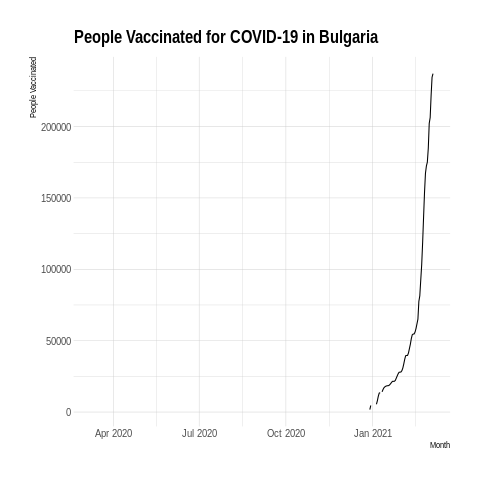 People Vaccinated for COVID-19 in Bulgaria
People Vaccinated
200000
150000
100000
50000
0
Apr 2020 Jul 2020 Oct 2020 Jan 2021
Month